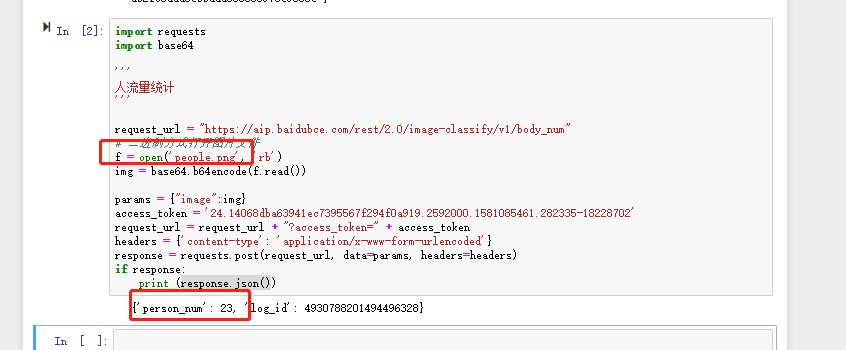 In [2]:
import requests
import base64
'''
人流量统计
'''
request_url = "https://aip.baidubce.com/rest/2.0/image-classify/v1/body_num"
# 二进制方式打开图片文件
f = open('people.png', 'rb')
img = base64.b64encode(f.read())
params = {"image":img}
access_token = '24.14068dba63941ec7395567f294f0a919.2592000.1581085461.282335-18228702'
request_url = request_url + "?access_token=" + access_token
headers = {'content-type': 'application/x-www-form-urlencoded'}
response = requests.post(request_url, data=params, headers=headers)
if response:
print (response.json())
{'person_num': 23, 'log_id': 4930788201494496328}
In [ ]: